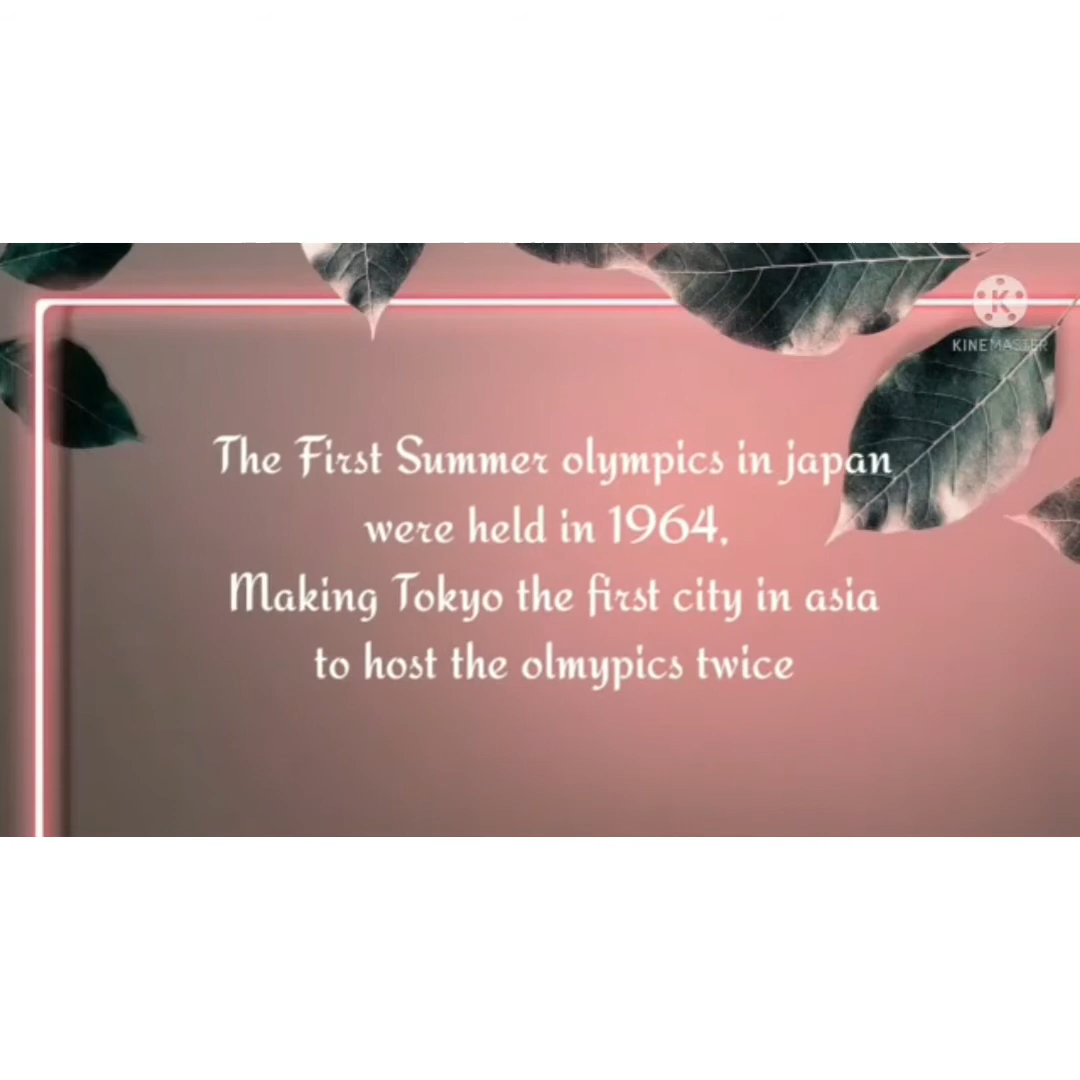 KINEMASTER
The First Summer olympics in japan
were held in 1964,
Making Tokyo the first city in asia
to host the olmypics twice